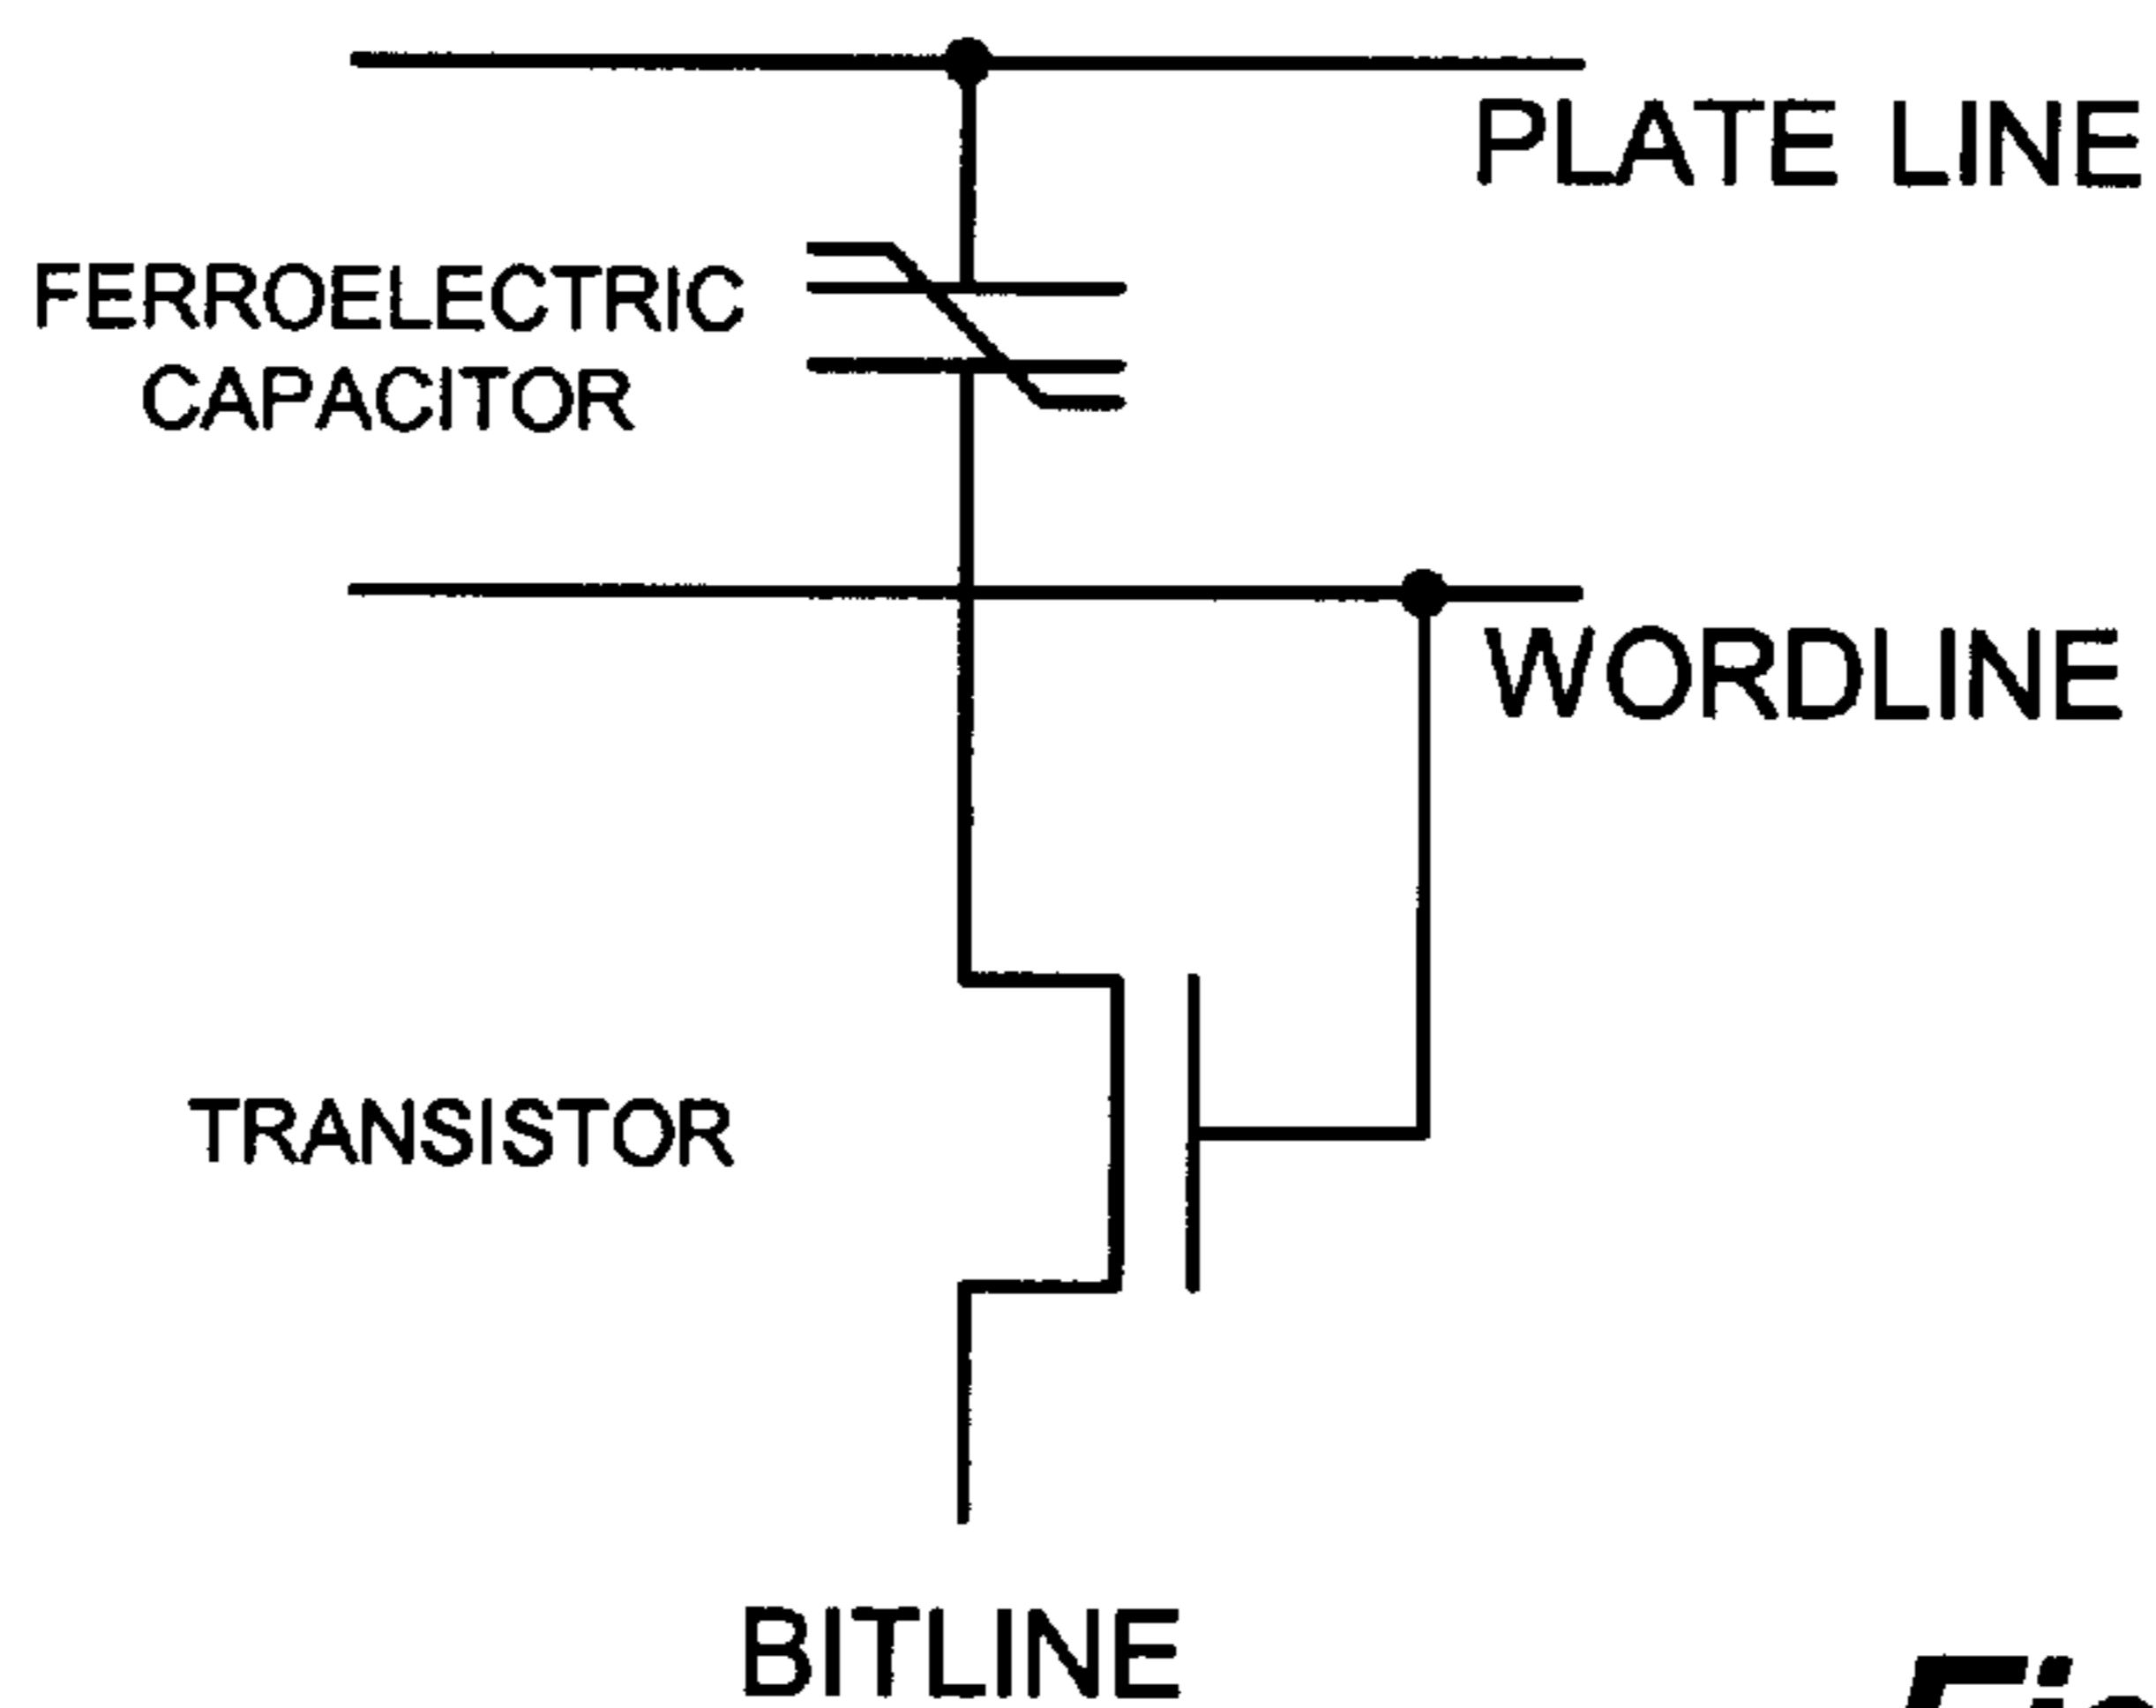 PLATE LINE
FERROELECTRIC
CAPACITOR
WORDLINE
TRANSISTOR
BITLINE